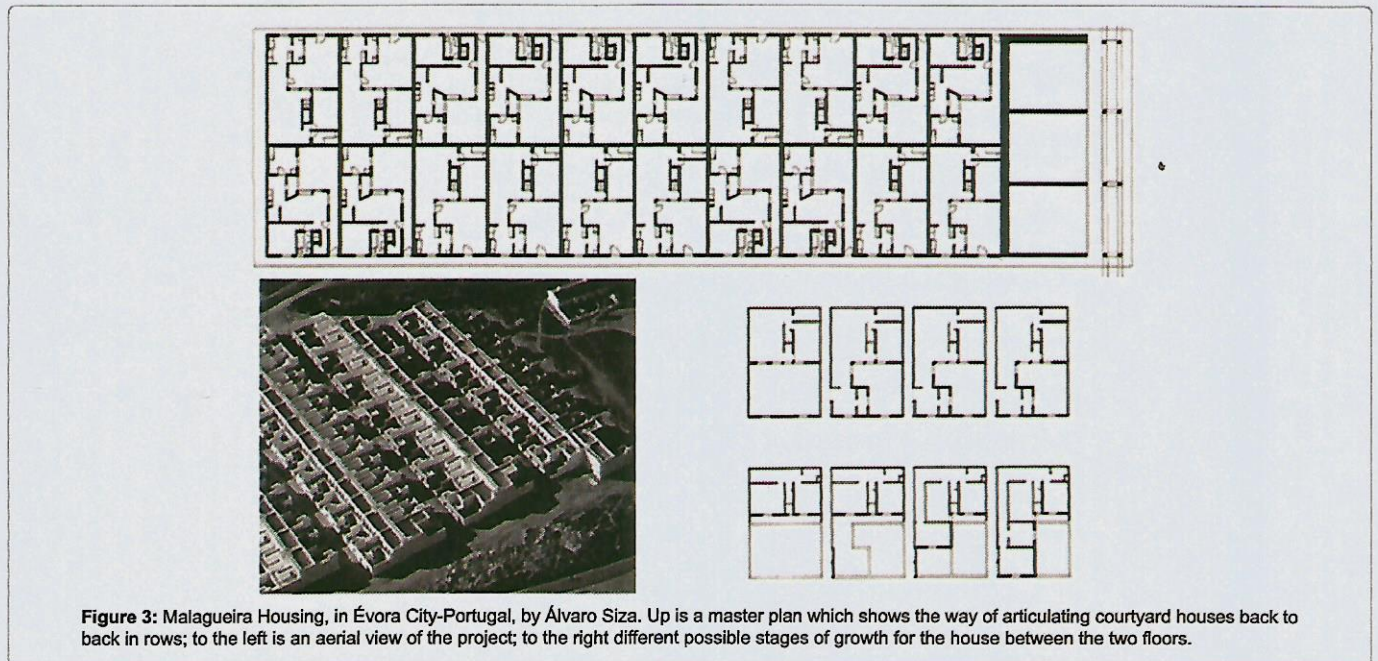 Figure 3: Malagueira Housing, in Évora City-Portugal, by Álvaro Siza. Up is a master plan which shows the way of articulating courtyard houses back to
back in rows; to the left is an aerial view of the project; to the right different possible stages of growth for the house between the two floors.